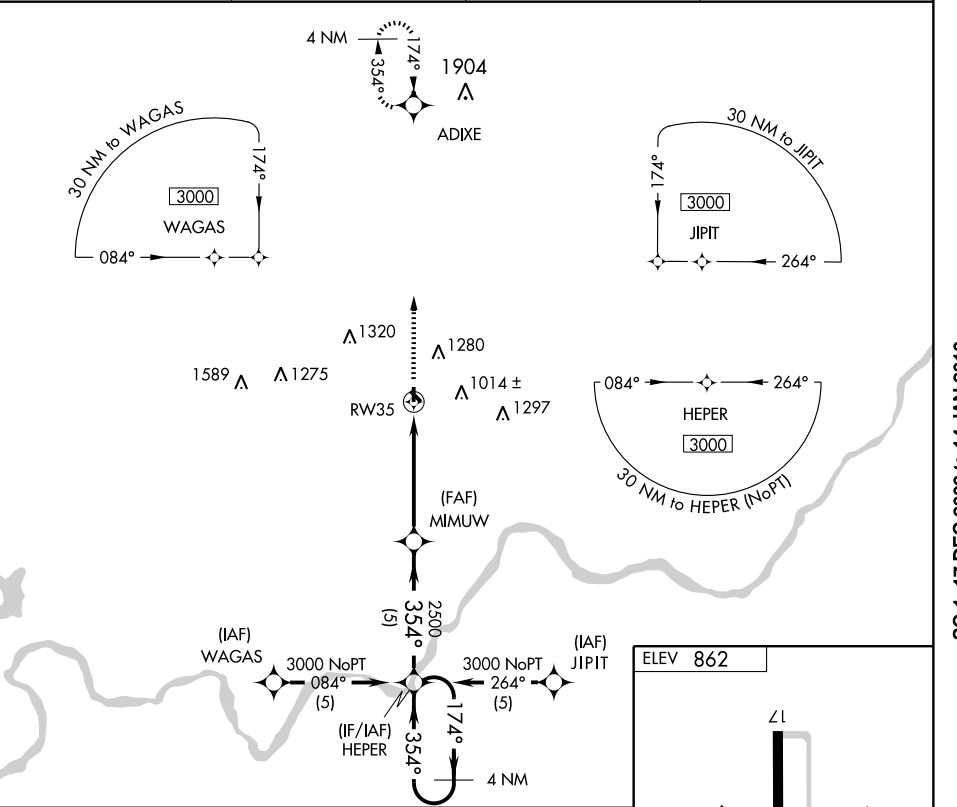 4 NM
174°
354°
1904
ADIXE
30 NM to WAGAS
174°
3000
WAGAS
084°
30 NM to JIPIT
174°
3000
JIPIT
264°
1320
1280
1589
1275
1014 ±
1297
RW35
084°
264°
HEPER
3000
30 NM to HEPER (NoPT)
(FAF)
MIMUW
2500
354°
(5)
(IAF)
WAGAS
3000 NoPT
084°
(5)
(IAF)
JIPIT
3000 NoPT
264°
(5)
(IF/IAF)
HEPER
354°
174°
4 NM
ELEV 862
17